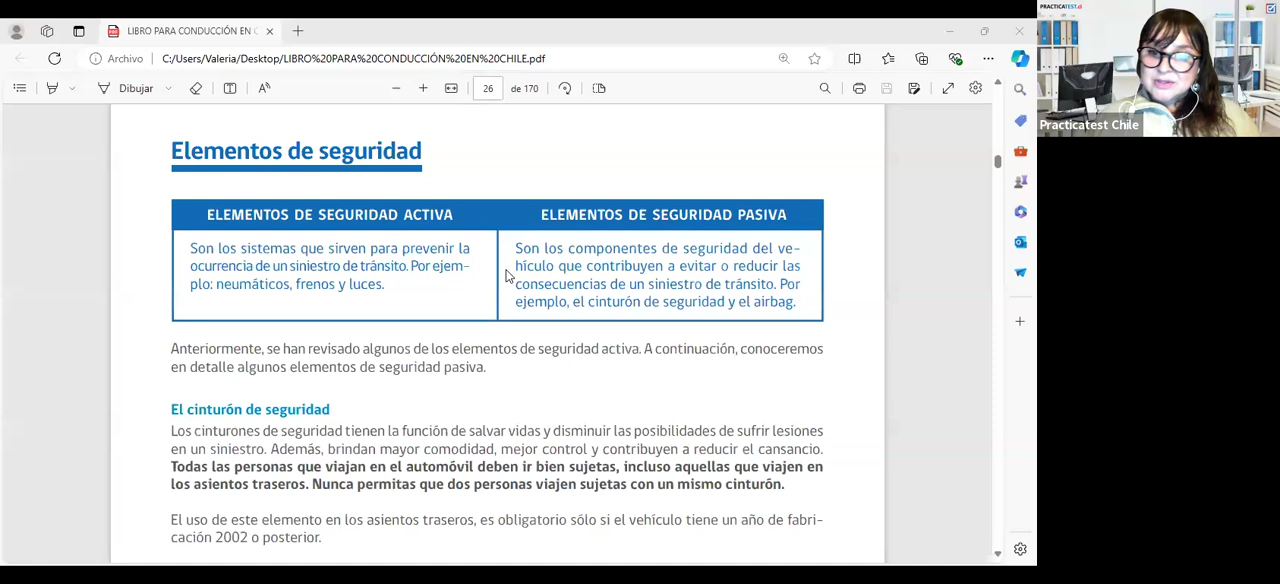 LIBRO PARA CONDUCCIÓN EN C
Archivo
C:/Users/Valeria/Desktop/LIBRO%20PARA%20CONDUCCIÓN%20EN%20CHILE.pdf
Dibujar
26
de 170
PRACTICATEST.cl
Practicatest Chile
Elementos de seguridad
ELEMENTOS DE SEGURIDAD ACTIVA
Son los sistemas que sirven para prevenir la
ocurrencia de un siniestro de tránsito. Por ejem-
plo: neumáticos, frenos y luces.
ELEMENTOS DE SEGURIDAD PASIVA
Son los componentes de seguridad del ve-
hículo que contribuyen a evitar o reducir las
consecuencias de un siniestro de tránsito. Por
ejemplo, el cinturón de seguridad y el airbag.
Anteriormente, se han revisado algunos de los elementos de seguridad activa. A continuación, conoceremos
en detalle algunos elementos de seguridad pasiva.
El cinturón de seguridad
Los cinturones de seguridad tienen la función de salvar vidas y disminuir las posibilidades de sufrir lesiones
en un siniestro. Además, brindan mayor comodidad, mejor control y contribuyen a reducir el cansancio.
Todas las personas que viajan en el automóvil deben ir bien sujetas, incluso aquellas que viajen en
los asientos traseros. Nunca permitas que dos personas viajen sujetas con un mismo cinturón.
El uso de este elemento en los asientos traseros, es obligatorio sólo si el vehículo tiene un año de fabri-
cación 2002 o posterior.